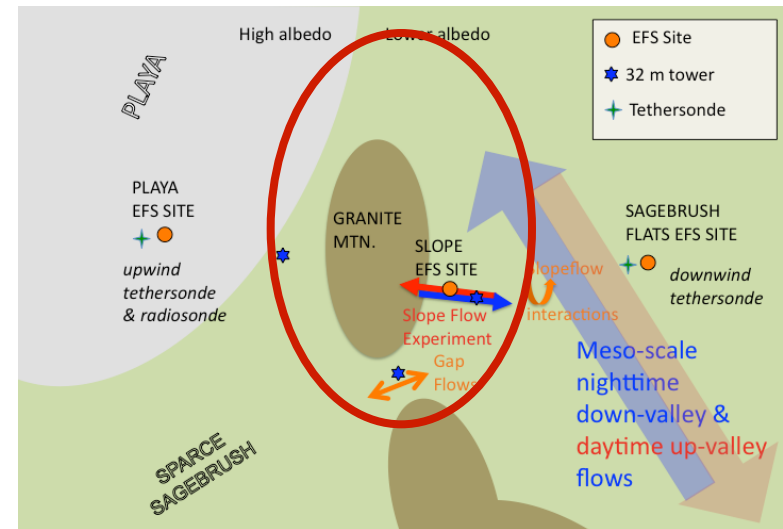 High albedo
Lower albedo
EFS Site
32 m tower
Tethersonde
PLAYA
PLAYA
EFS SITE
upwind
tethersonde
& radiosonde
GRANITE
MTN.
SLOPE
EFS SITE
Slope Flow
Experiment
Gap
Flows
Slopeflow
interactions
SAGEBRUSH
FLATS EFS SITE
downwind
tethersonde
Meso-scale
nighttime
down-valley &
daytime up-valley
flows
SPARCE
SAGEBRUSH